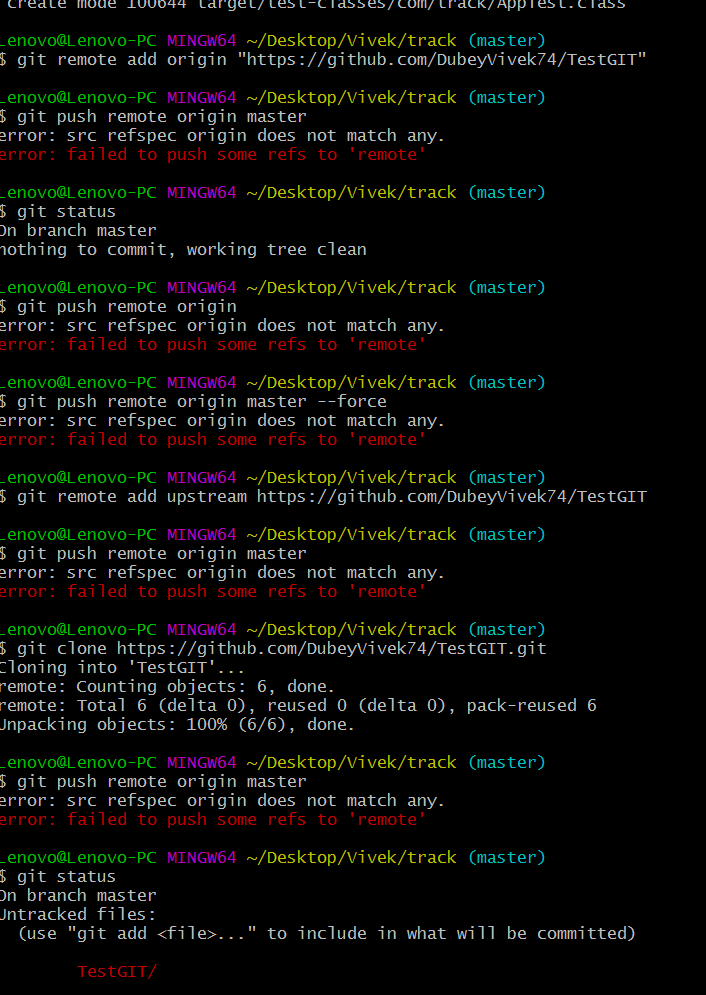 create mode 100644 target/test-classes/com/track/AppTest.class
Lenovo@Lenovo-PC MINGW64 ~/Desktop/Vivek/track (master)
$ git remote add origin "https://github.com/DubeyVivek74/TestGIT"
Lenovo@Lenovo-PC MINGW64 ~/Desktop/Vivek/track (master)
$ git push remote origin master
error: src refspec origin does not match any.
error: failed to push some refs to 'remote'
Lenovo@Lenovo-PC MINGW64 ~/Desktop/Vivek/track (master)
$ git status
On branch master
nothing to commit, working tree clean
Lenovo@Lenovo-PC MINGW64 ~/Desktop/Vivek/track (master)
$ git push remote origin
error: src refspec origin does not match any.
error: failed to push some refs to 'remote'
Lenovo@Lenovo-PC MINGW64 ~/Desktop/Vivek/track (master)
$ git push remote origin master --force
error: src refspec origin does not match any.
error: failed to push some refs to 'remote'
Lenovo@Lenovo-PC MINGW64 ~/Desktop/Vivek/track (master)
$ git remote add upstream https://github.com/DubeyVivek74/TestGIT
Lenovo@Lenovo-PC MINGW64 ~/Desktop/Vivek/track (master)
$ git push remote origin master
error: src refspec origin does not match any.
error: failed to push some refs to 'remote'
Lenovo@Lenovo-PC MINGW64 ~/Desktop/Vivek/track (master)
$ git clone https://github.com/DubeyVivek74/TestGIT.git
Cloning into 'TestGIT'...
remote: Counting objects: 6, done.
remote: Total 6 (delta 0), reused 0 (delta 0), pack-reused 6
Unpacking objects: 100% (6/6), done.
Lenovo@Lenovo-PC MINGW64 ~/Desktop/Vivek/track (master)
$ git push remote origin master
error: src refspec origin does not match any.
error: failed to push some refs to 'remote'
Lenovo@Lenovo-PC MINGW64 ~/Desktop/Vivek/track (master)
$ git status
On branch master
Untracked files:
(use "git add <file>..." to include in what will be committed)
TestGIT/